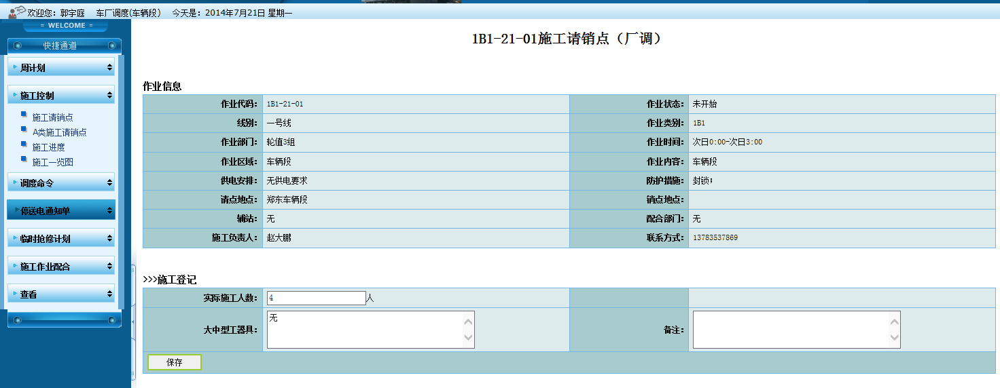 欢迎您：郭宇庭 车厂调度(车辆段) 今天是：2014年7月21日 星期一
= WELCOME =
快捷通道
周计划
施工控制
施工请销点
A类施工请销点
施工进度
施工一览图
调度命令
停送电通知单
临时抢修计划
施工作业配合
查看
1B1-21-01施工请销点（厂调）
作业信息
作业代码： 1B1-21-01 作业状态： 未开始
线别： 一号线 作业类别： 1B1
作业部门： 轮值3组 作业时间： 次日0:00-次日3:00
作业区域： 车辆段 作业内容： 车辆段
供电安排： 无供电要求 防护措施： 封锁；
请点地点： 郑东车辆段 销点地点：
辅站： 无 配合部门： 无
施工负责人： 赵大鹏 联系方式： 13783537869
>>>施工登记
实际施工人数： 4 人
大中型工器具： 无 备注：
保存